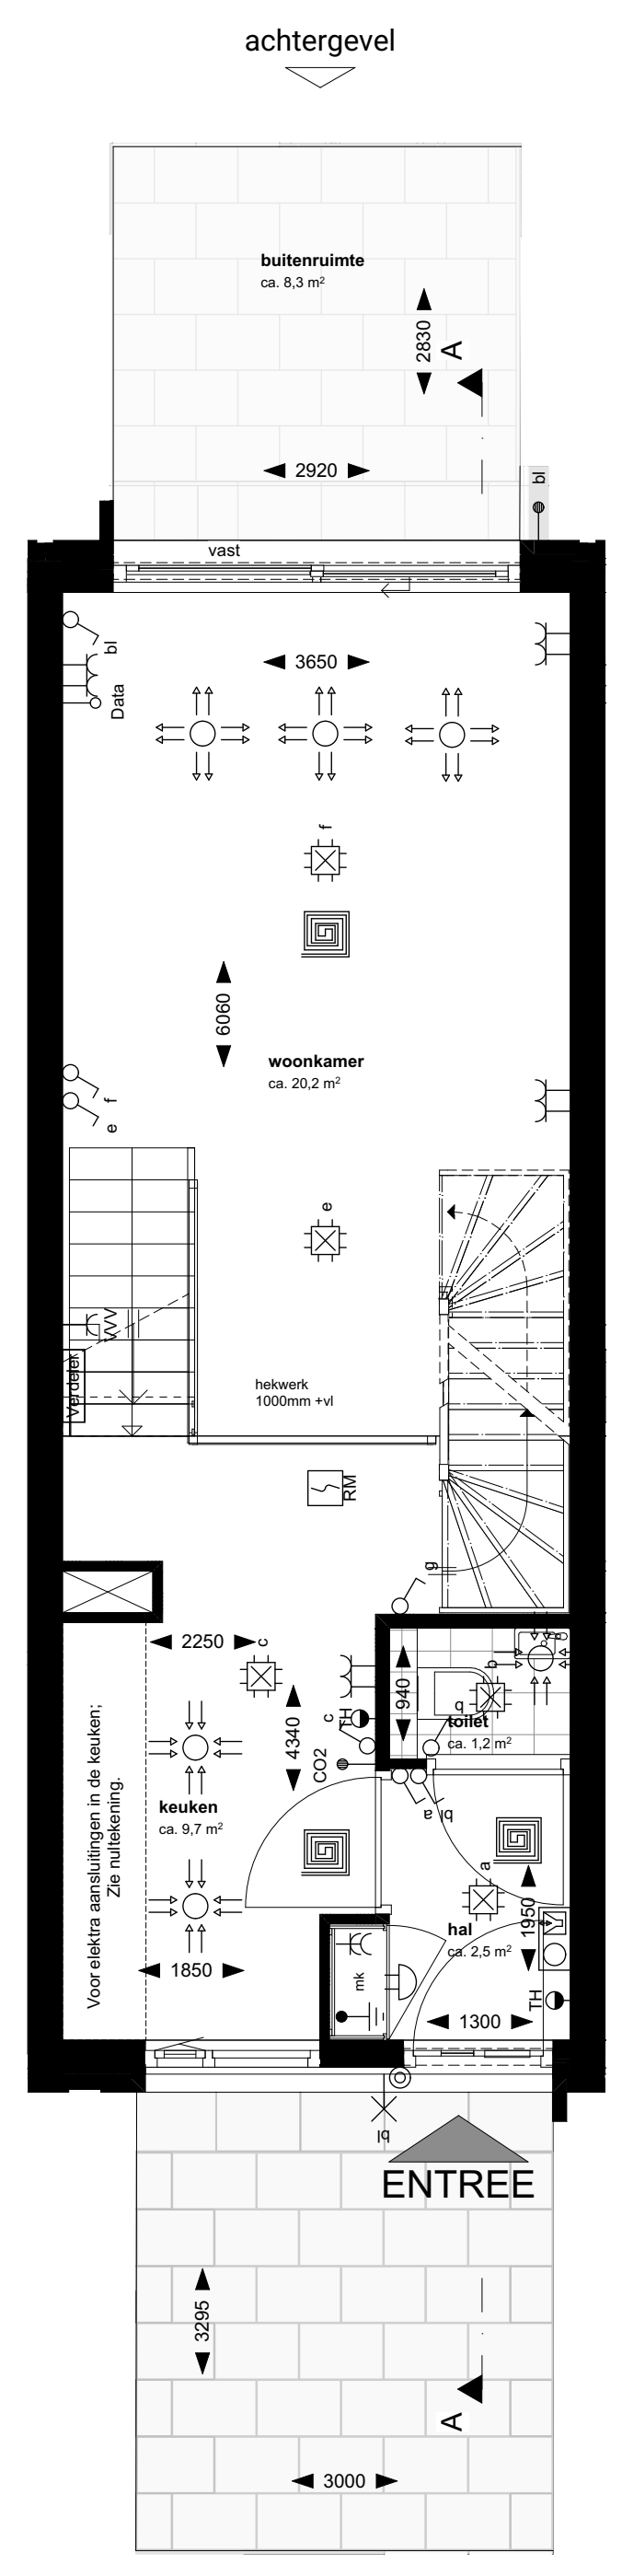 achtergevel
buitenruimte
ca. 8,3 m²
2830
A
2920
bl
vast
bl
Data
3650
f
6060
woonkamer
ca. 20,2 m²
f
e
e
VVV
Verdeler
hekwerk
1000mm +vl
RM
g
2250
c
b
940
b
toilet
ca. 1,2 m²
c
TH
4340
CO2
Voor elektra aansluitingen in de keuken;
Zie nultekening.
keuken
ca. 9,7 m²
a
bl
a
1950
hal
ca. 2,5 m²
1850
mk
TH
1300
bl
ENTREE
3295
A
3000